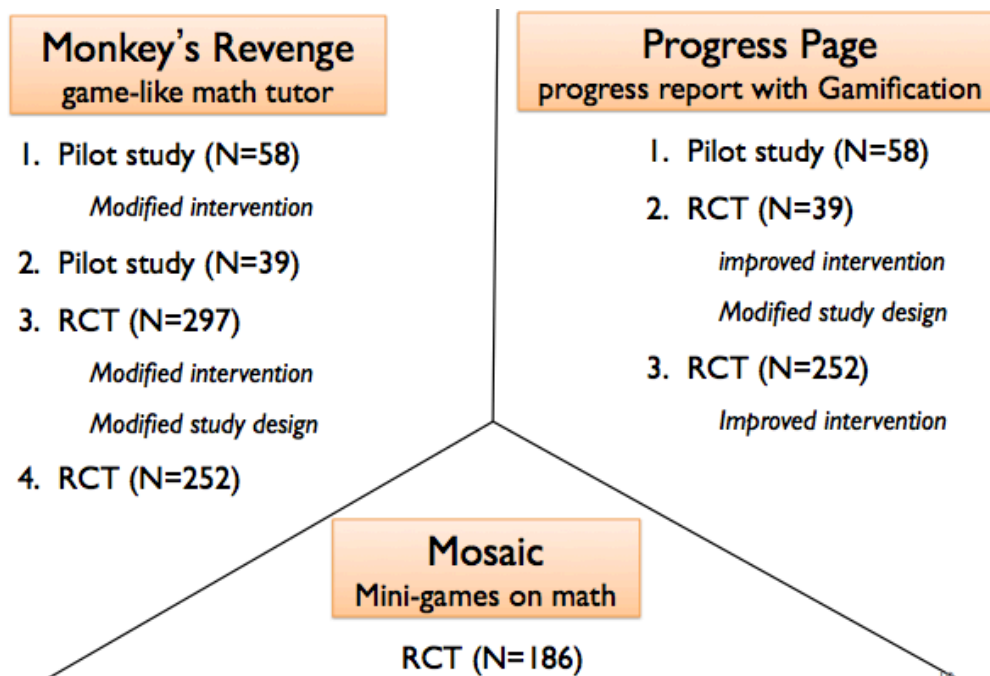 Monkey's Revenge
game-like math tutor
1. Pilot study (N=58)
Modified intervention
2. Pilot study (N=39)
3. RCT (N=297)
Modified intervention
Modified study design
4. RCT (N=252)
Progress Page
progress report with Gamification
1. Pilot study (N=58)
2. RCT (N=39)
improved intervention
Modified study design
3. RCT (N=252)
Improved intervention
Mosaic
Mini-games on math
RCT (N=186)